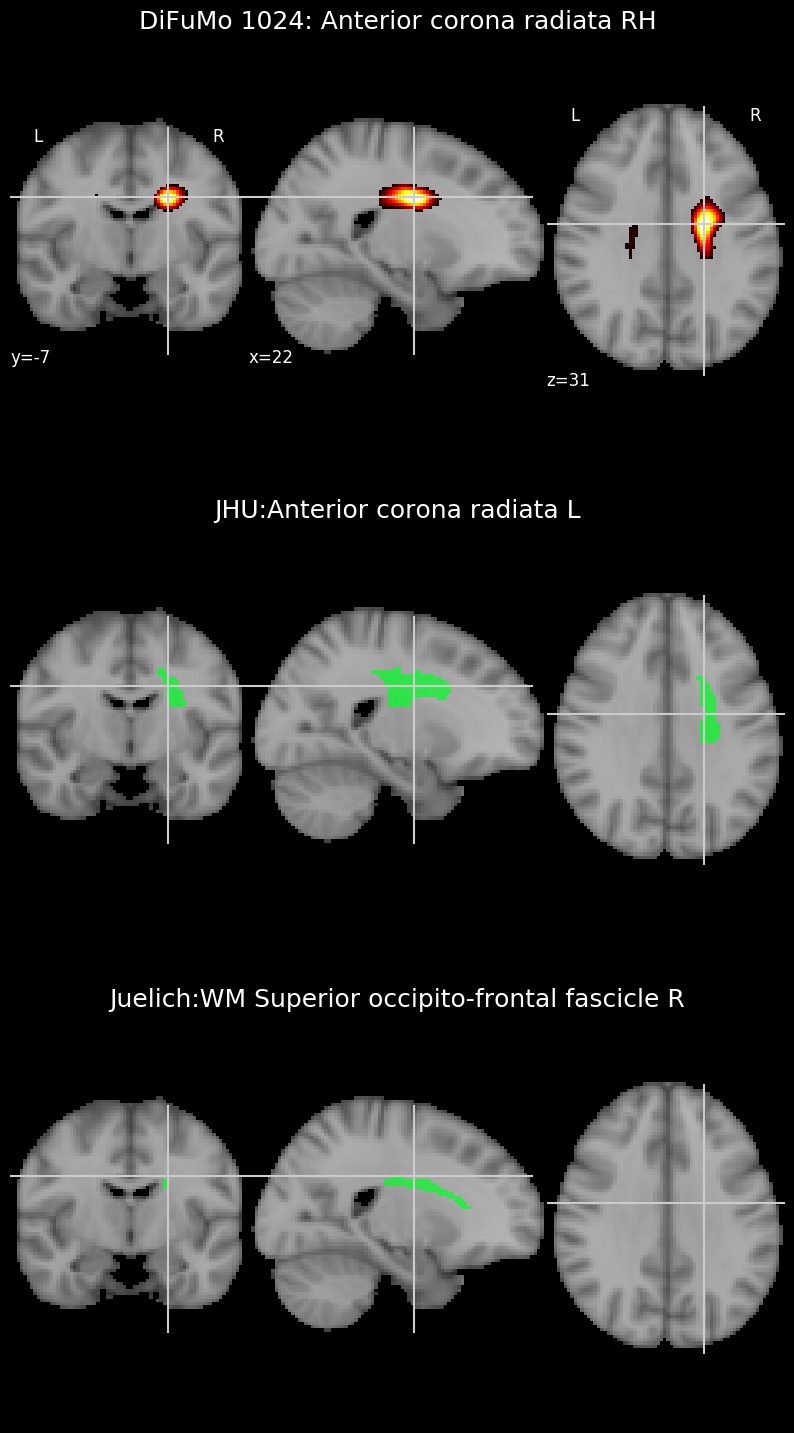 DiFuMo 1024: Anterior corona radiata RH
L R
L R
y=-7
x=22
z=31
JHU:Anterior corona radiata L
Juelich:WM Superior occipito-frontal fascicle R